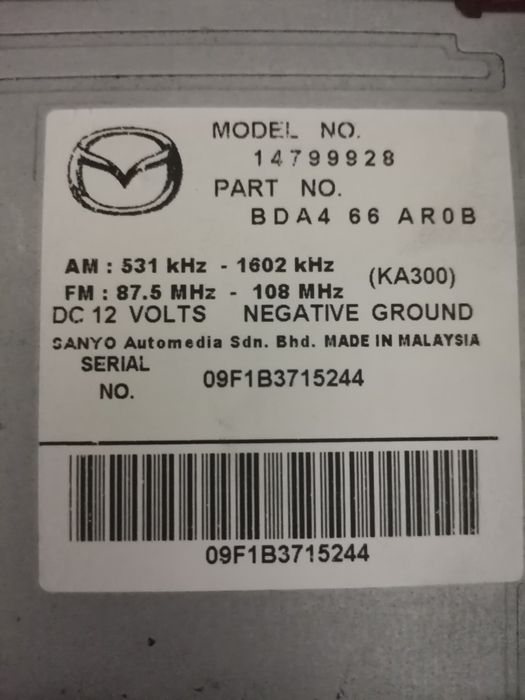 MODEL NO.
14799928
PART NO.
BDA4 66 AR0B
AM : 531 kHz - 1602 kHz
FM : 87.5 MHz - 108 MHz (KA300)
DC 12 VOLTS NEGATIVE GROUND
SANYO Automedia Sdn. Bhd. MADE IN MALAYSIA
SERIAL
NO. 09F1B3715244
09F1B3715244